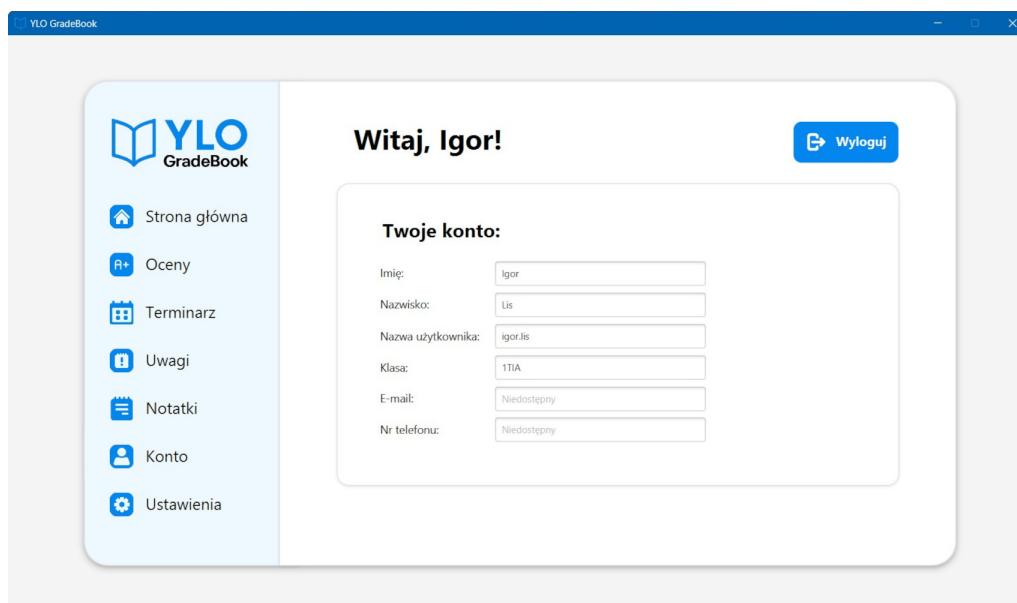 YLO GradeBook
YLO
GradeBook
Strona główna
A+ Oceny
Terminarz
Uwagi
Notatki
Konto
Ustawienia
Witaj, Igor!
Wyloguj
Twoje konto:
Imię: Igor
Nazwisko: Lis
Nazwa użytkownika: igor.lis
Klasa: 1TIA
E-mail: Niedostępny
Nr telefonu: Niedostępny